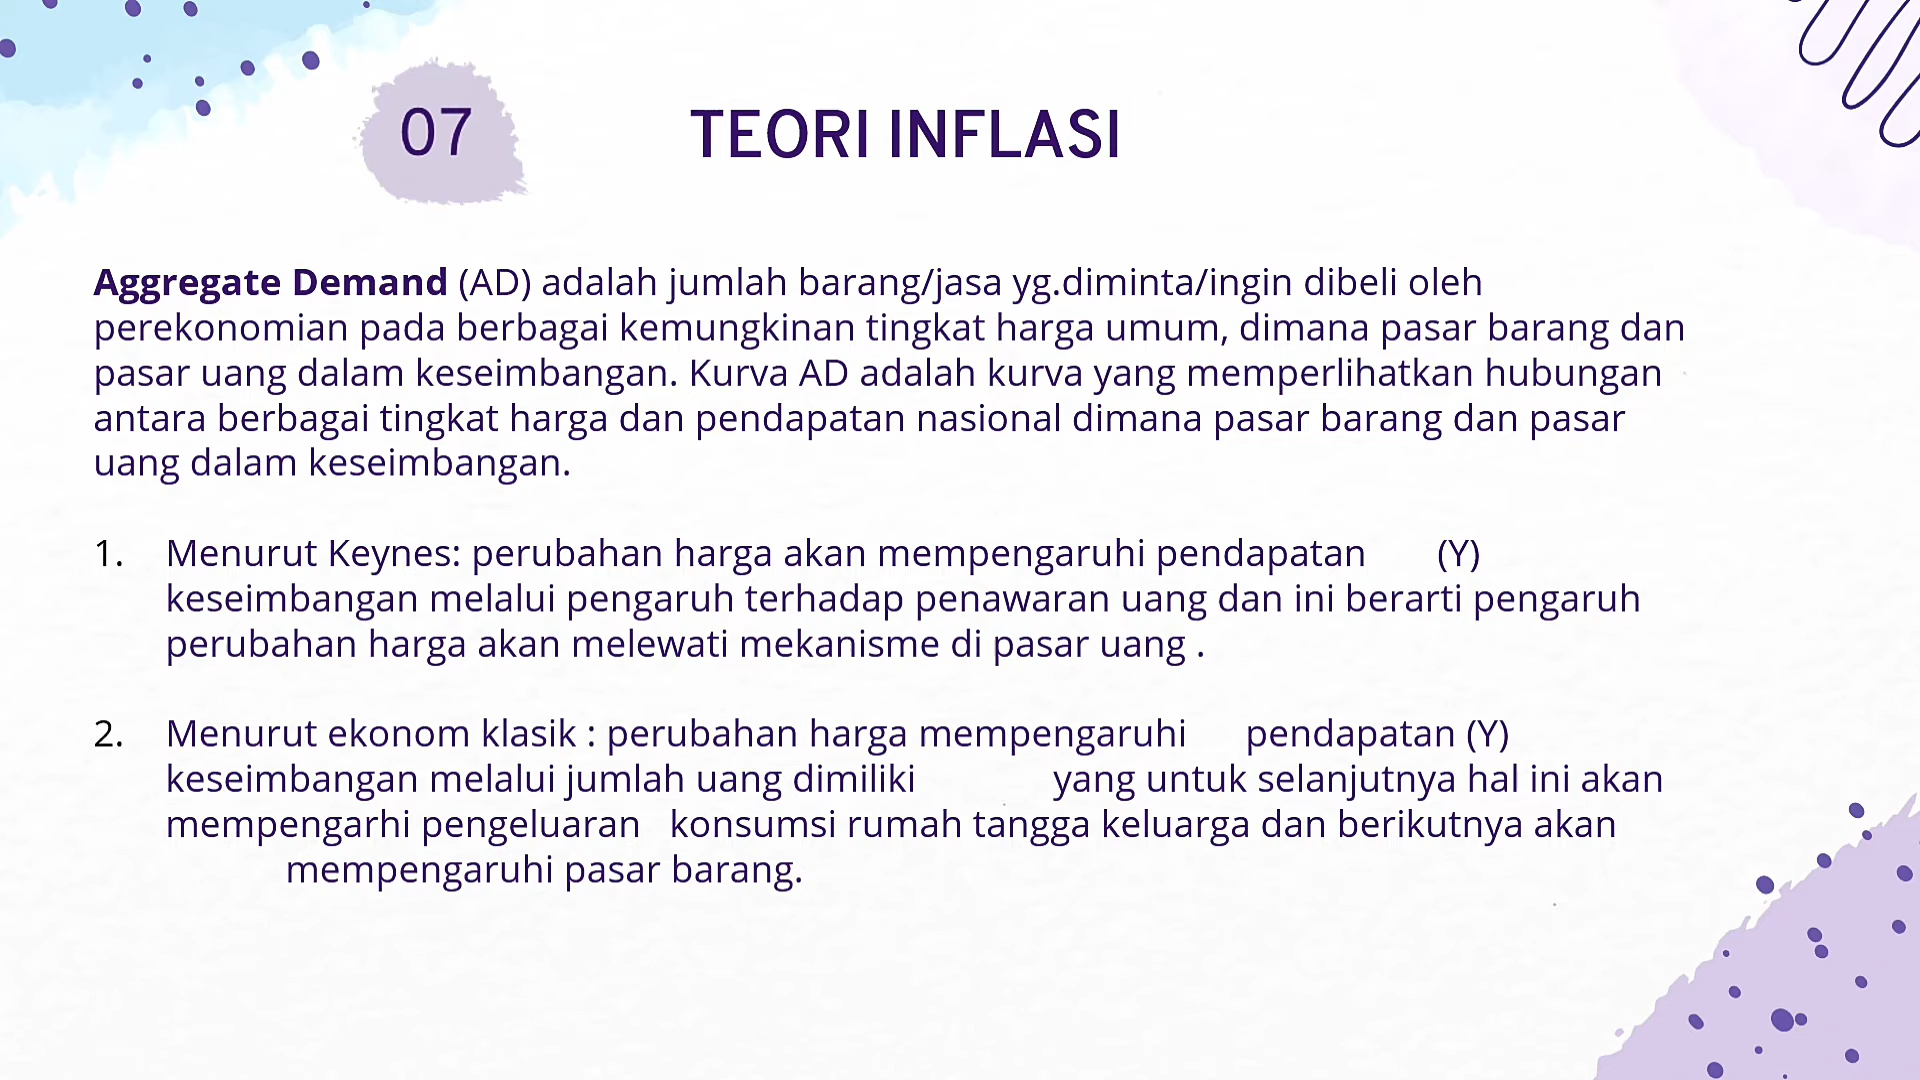 07
TEORI INFLASI
Aggregate Demand (AD) adalah jumlah barang/jasa yg.diminta/ingin dibeli oleh
perekonomian pada berbagai kemungkinan tingkat harga umum, dimana pasar barang dan
pasar uang dalam keseimbangan. Kurva AD adalah kurva yang memperlihatkan hubungan
antara berbagai tingkat harga dan pendapatan nasional dimana pasar barang dan pasar
uang dalam keseimbangan.
1. Menurut Keynes: perubahan harga akan mempengaruhi pendapatan (Y)
keseimbangan melalui pengaruh terhadap penawaran uang dan ini berarti pengaruh
perubahan harga akan melewati mekanisme di pasar uang .
2. Menurut ekonom klasik : perubahan harga mempengaruhi pendapatan (Y)
keseimbangan melalui jumlah uang dimiliki yang untuk selanjutnya hal ini akan
mempengarhi pengeluaran konsumsi rumah tangga keluarga dan berikutnya akan
mempengaruhi pasar barang.